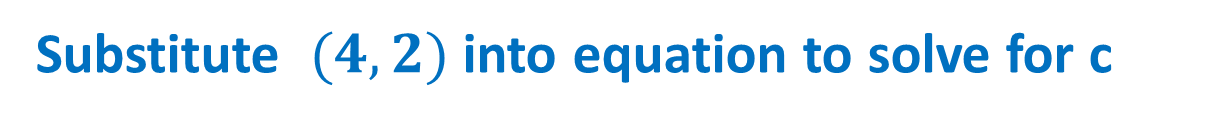 Substitute (4, 2) into equation to solve for c